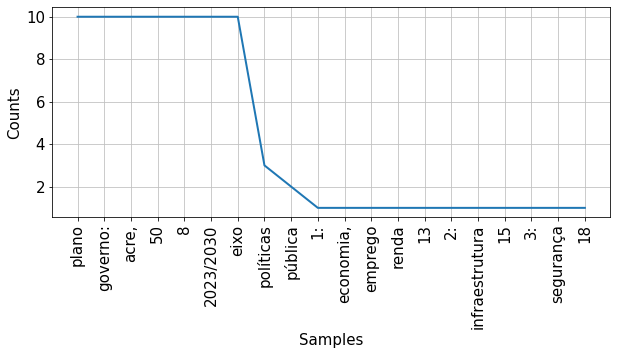 10
8
6
4
2
Counts
plano
governo:
acre,
50
8
2023/2030
eixo
políticas
pública
1:
economia,
emprego
renda
13
2:
infraestrutura
15
3:
segurança
18
Samples